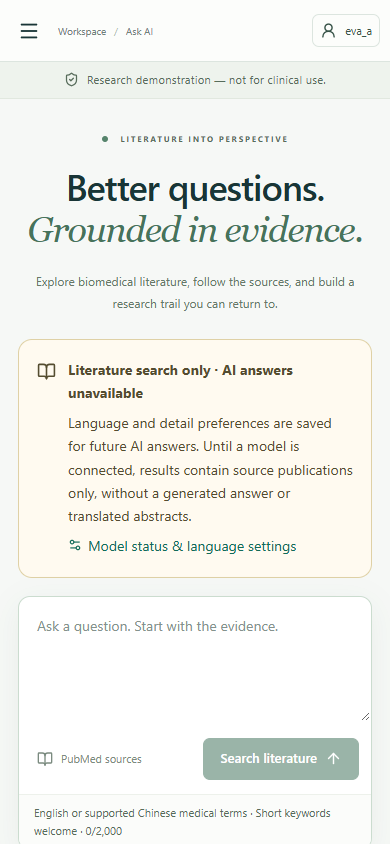 Workspace / Ask AI
eva_a
Research demonstration — not for clinical use.
LITERATURE INTO PERSPECTIVE
Better questions.
Grounded in evidence.
Explore biomedical literature, follow the sources, and build a
research trail you can return to.
Literature search only · AI answers
unavailable
Language and detail preferences are saved
for future AI answers. Until a model is
connected, results contain source publications
only, without a generated answer or
translated abstracts.
Model status & language settings
Ask a question. Start with the evidence.
PubMed sources
Search literature
English or supported Chinese medical terms · Short keywords
welcome · 0/2,000